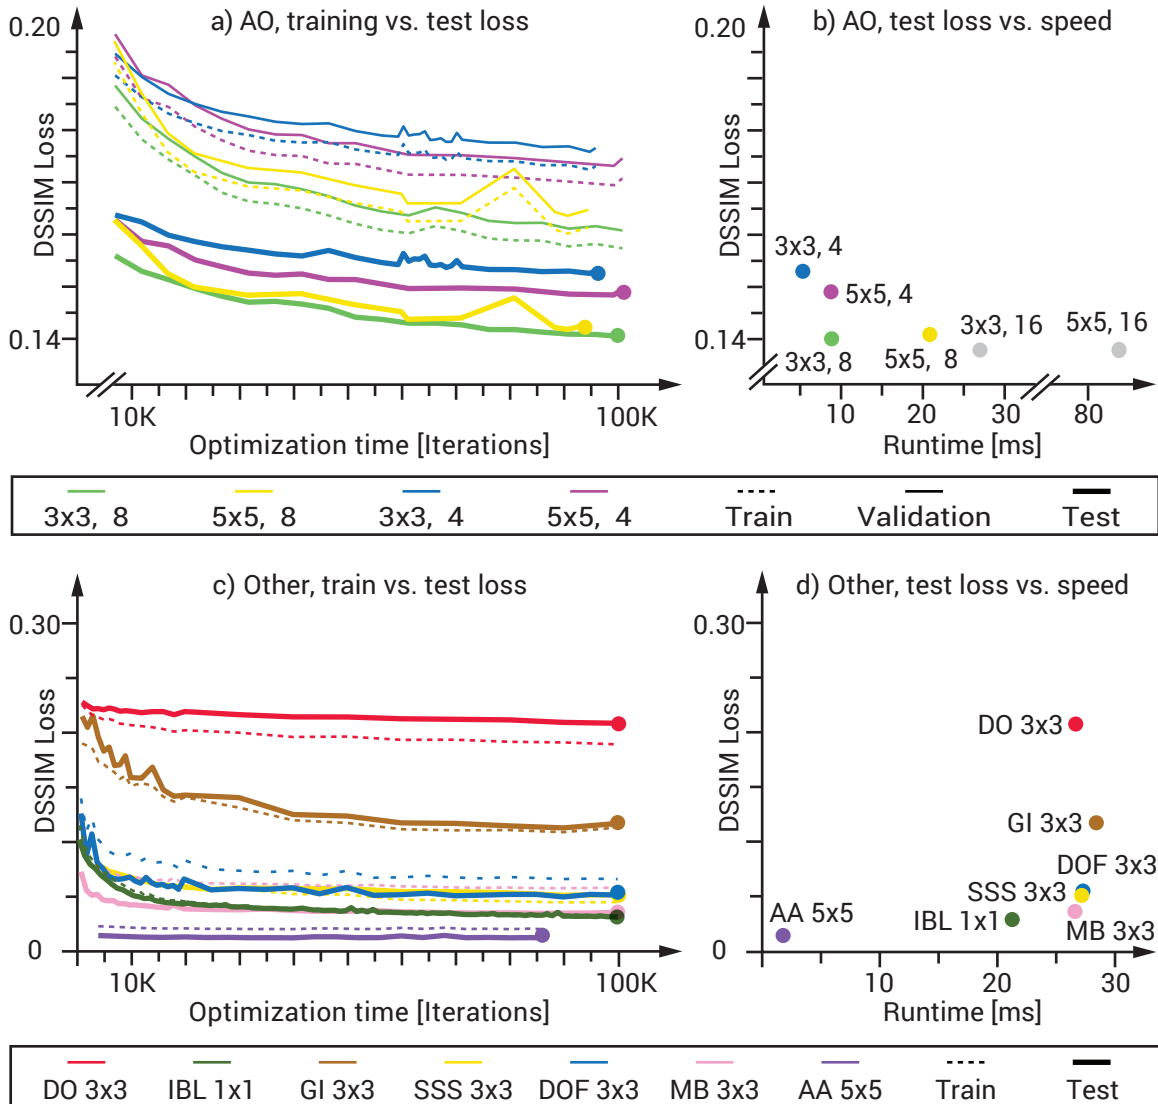 a) AO, training vs. test loss
0.20
DSSIM Loss
0.14
10K
100K
Optimization time [Iterations]
b) AO, test loss vs. speed
0.20
DSSIM Loss
0.14
3x3, 4
5x5, 4
3x3, 8
5x5, 8
3x3, 16
5x5, 16
10
20
30
80
Runtime [ms]
3x3, 8
5x5, 8
3x3, 4
5x5, 4
Train
Validation
Test
c) Other, train vs. test loss
0.30
DSSIM Loss
0
10K
100K
Optimization time [Iterations]
d) Other, test loss vs. speed
0.30
DSSIM Loss
0
DO 3x3
GI 3x3
DOF 3x3
SSS 3x3
AA 5x5
IBL 1x1
MB 3x3
10
20
30
Runtime [ms]
DO 3x3
IBL 1x1
GI 3x3
SSS 3x3
DOF 3x3
MB 3x3
AA 5x5
Train
Test